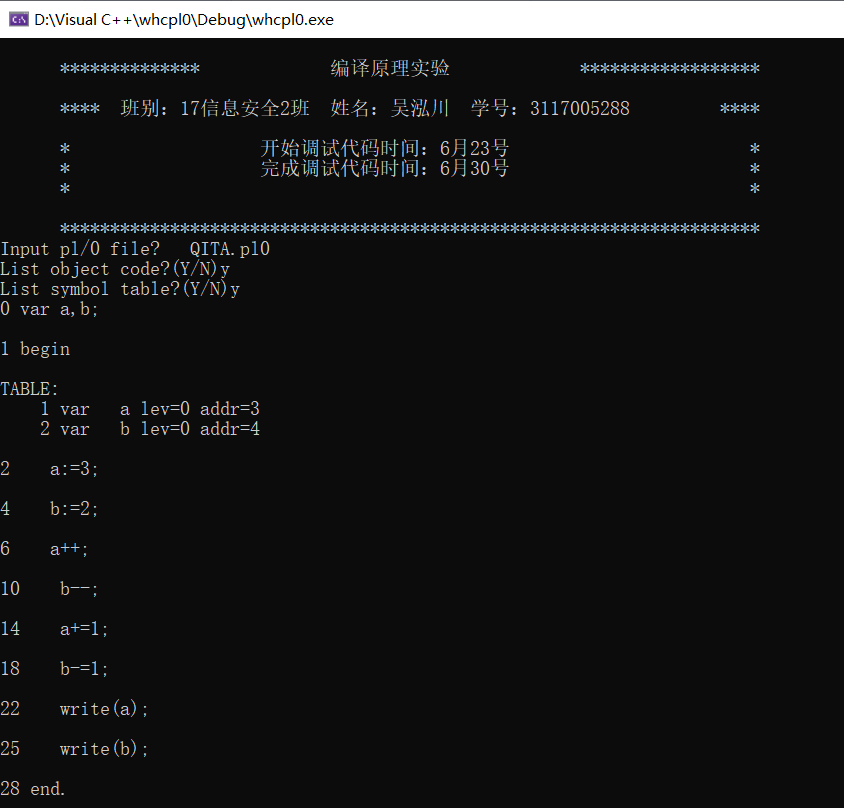 D:\Visual C++\whcpl0\Debug\whcpl0.exe
************** 编译原理实验 ******************
**** 班别：17信息安全2班 姓名：吴泓川 学号：3117005288 ****
* 开始调试代码时间：6月23号 *
* 完成调试代码时间：6月30号 *
* *
**********************************************************************
Input pl/0 file? QITA.pl0
List object code?(Y/N)y
List symbol table?(Y/N)y
0 var a,b;
1 begin
TABLE:
1 var a lev=0 addr=3
2 var b lev=0 addr=4
2 a:=3;
4 b:=2;
6 a++;
10 b--;
14 a+=1;
18 b-=1;
22 write(a);
25 write(b);
28 end.